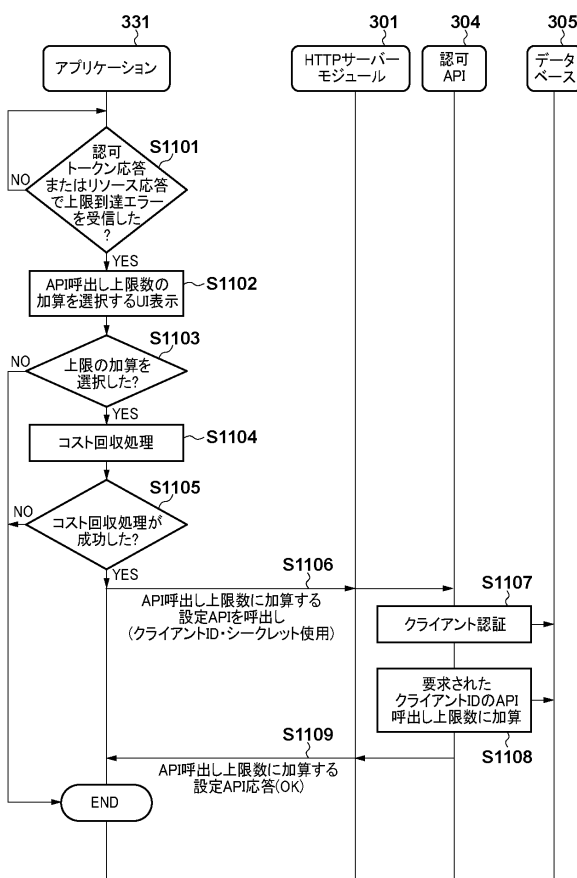 331
301
304
305
アプリケーション
HTTPサーバー
モジュール
認可
API
データ
ベース
S1101
認可
トークン応答
またはリソース応答
で上限到達エラー
を受信した
?
NO
YES
S1102
API呼出し上限数の
加算を選択するUI表示
S1103
上限の加算を
選択した?
NO
YES
S1104
コスト回収処理
S1105
コスト回収処理が
成功した?
NO
YES
S1106
API呼出し上限数に加算する
設定APIを呼出し
(クライアントID・シークレット使用)
S1107
クライアント認証
要求された
クライアントIDのAPI
呼出し上限数に加算
S1108
S1109
API呼出し上限数に加算する
設定API応答(OK)
END